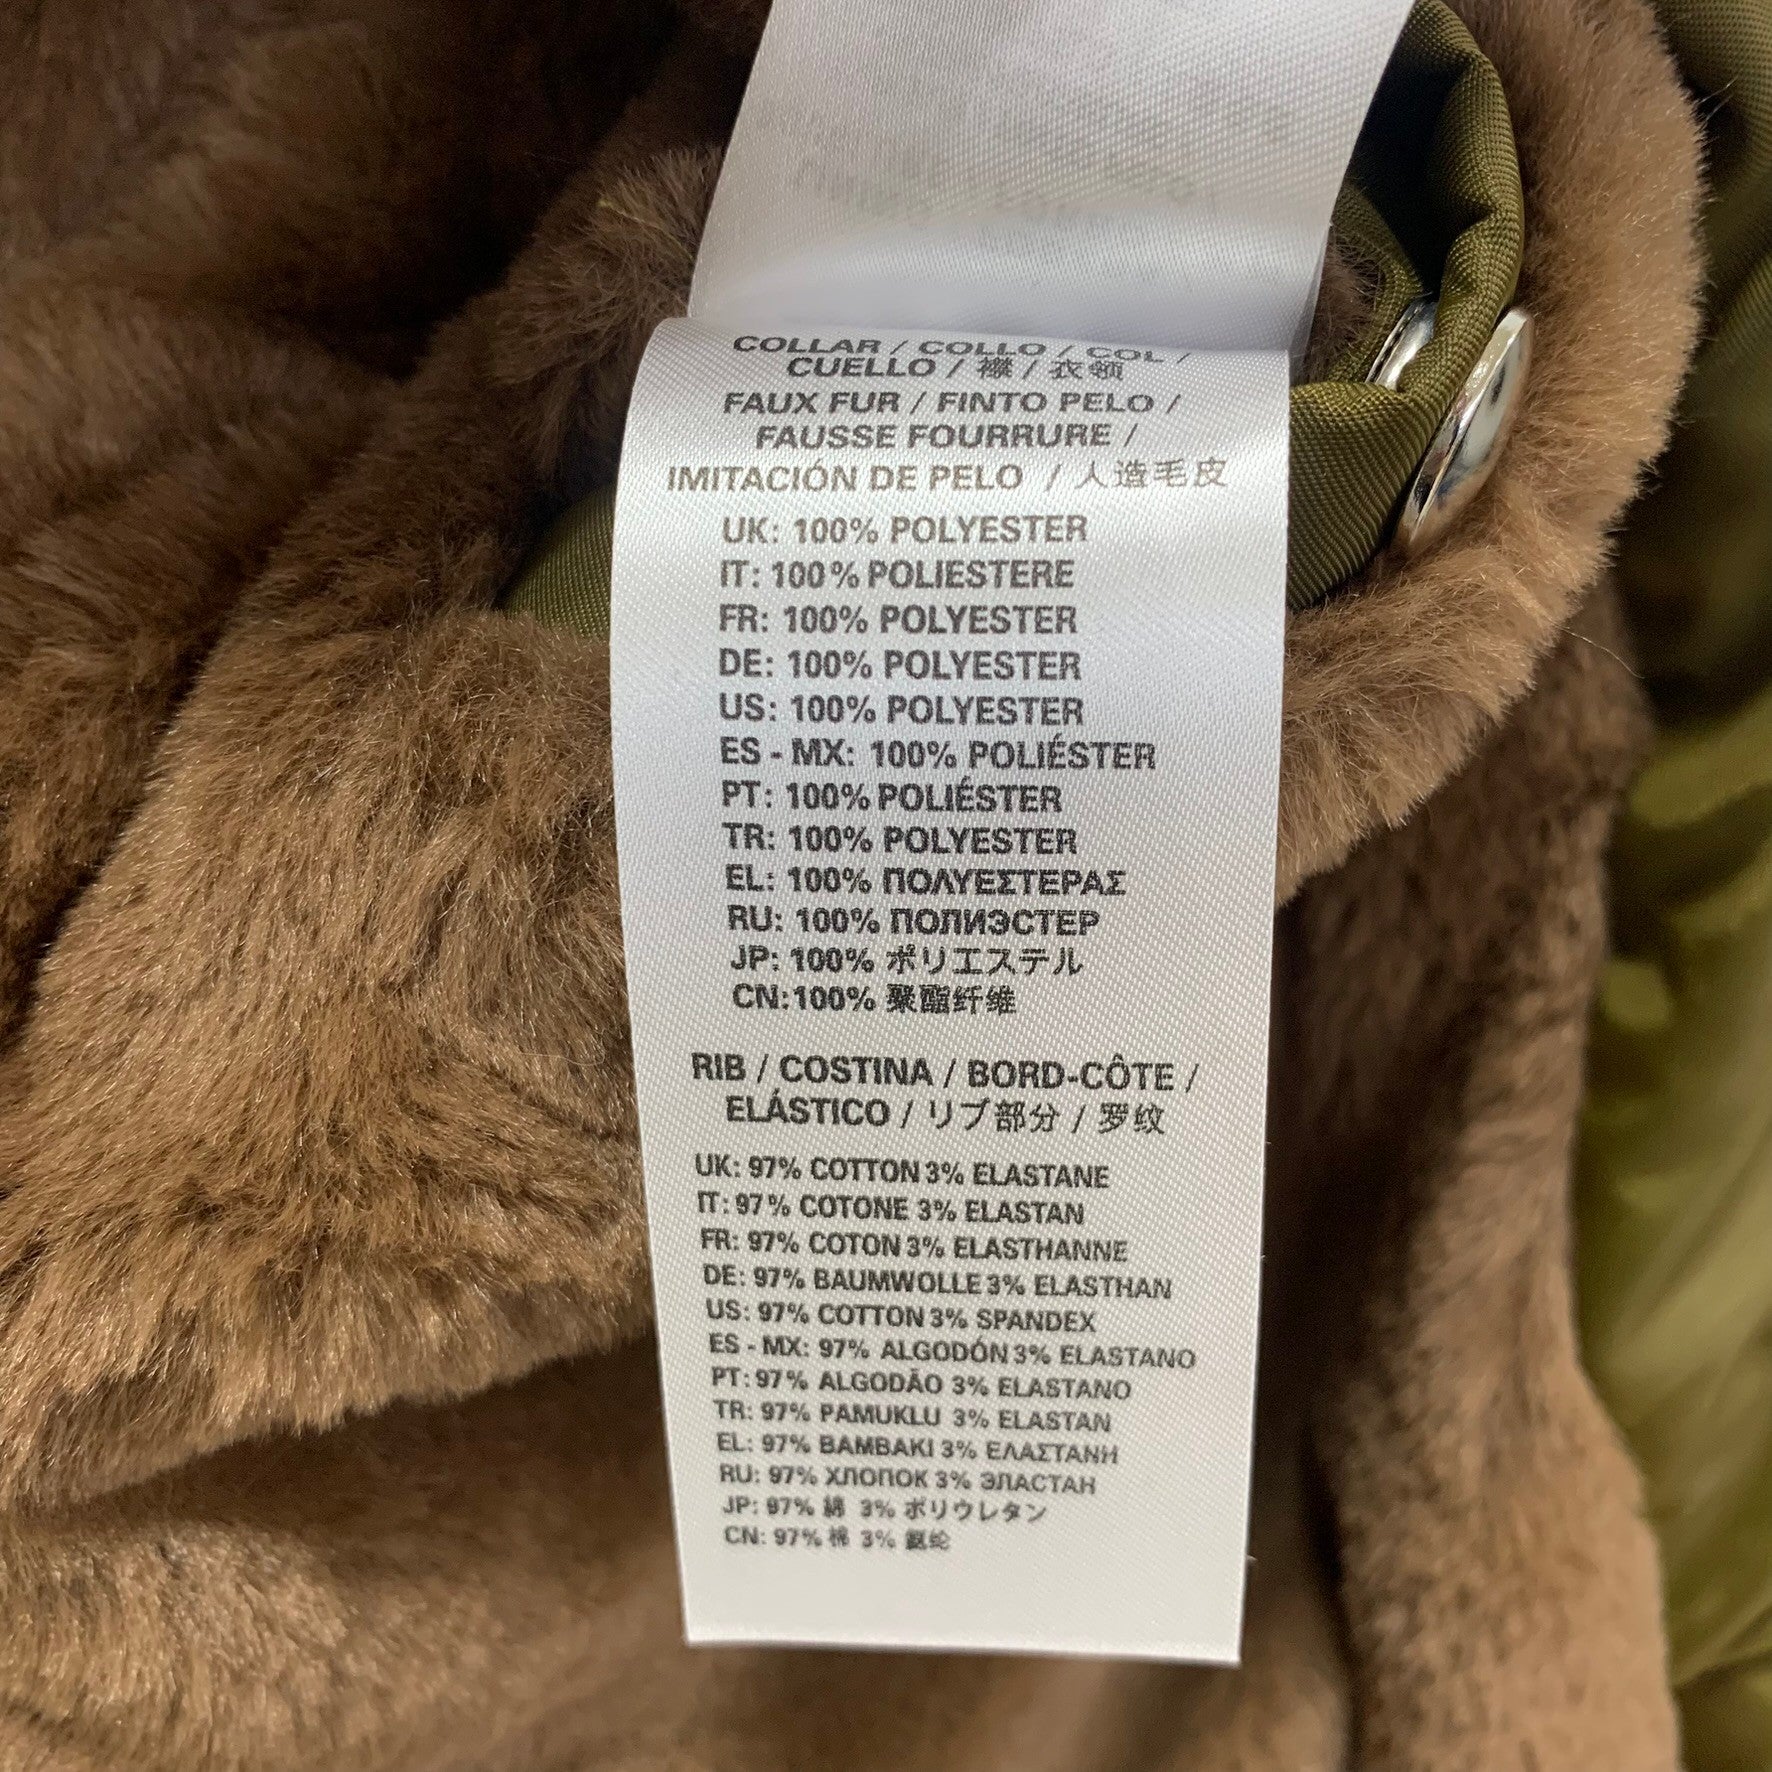 COLLAR / COLLO / COL /
CUELLO / 襟 / 衣领
FAUX FUR / FINTO PELO /
FAUSSE FOURRURE /
IMITACIÓN DE PELO / 人造毛皮
UK: 100% POLYESTER
IT: 100% POLIESTERE
FR: 100% POLYESTER
DE: 100% POLYESTER
US: 100% POLYESTER
ES - MX: 100% POLIÉSTER
PT: 100% POLIÉSTER
TR: 100% POLYESTER
EL: 100% ΠΟΛΥΕΣΤΕΡΑΣ
RU: 100% ПОЛИЭСТЕР
JP: 100% ポリエステル
CN:100% 聚酯纤维
RIB / COSTINA / BORD-CÔTE /
ELÁSTICO / リブ部分 / 罗纹
UK: 97% COTTON 3% ELASTANE
IT: 97% COTONE 3% ELASTAN
FR: 97% COTON 3% ELASTHANNE
DE: 97% BAUMWOLLE 3% ELASTHAN
US: 97% COTTON 3% SPANDEX
ES - MX: 97% ALGODÓN 3% ELASTANO
PT: 97% ALGODÃO 3% ELASTANO
TR: 97% PAMUKLU 3% ELASTAN
EL: 97% ΒΑΜΒΑΚΙ 3% ΕΛΑΣΤΑΝΗ
RU: 97% ХЛОПОК 3% ЭЛАСТАН
JP: 97% 綿 3% ポリウレタン
CN: 97% 棉 3%